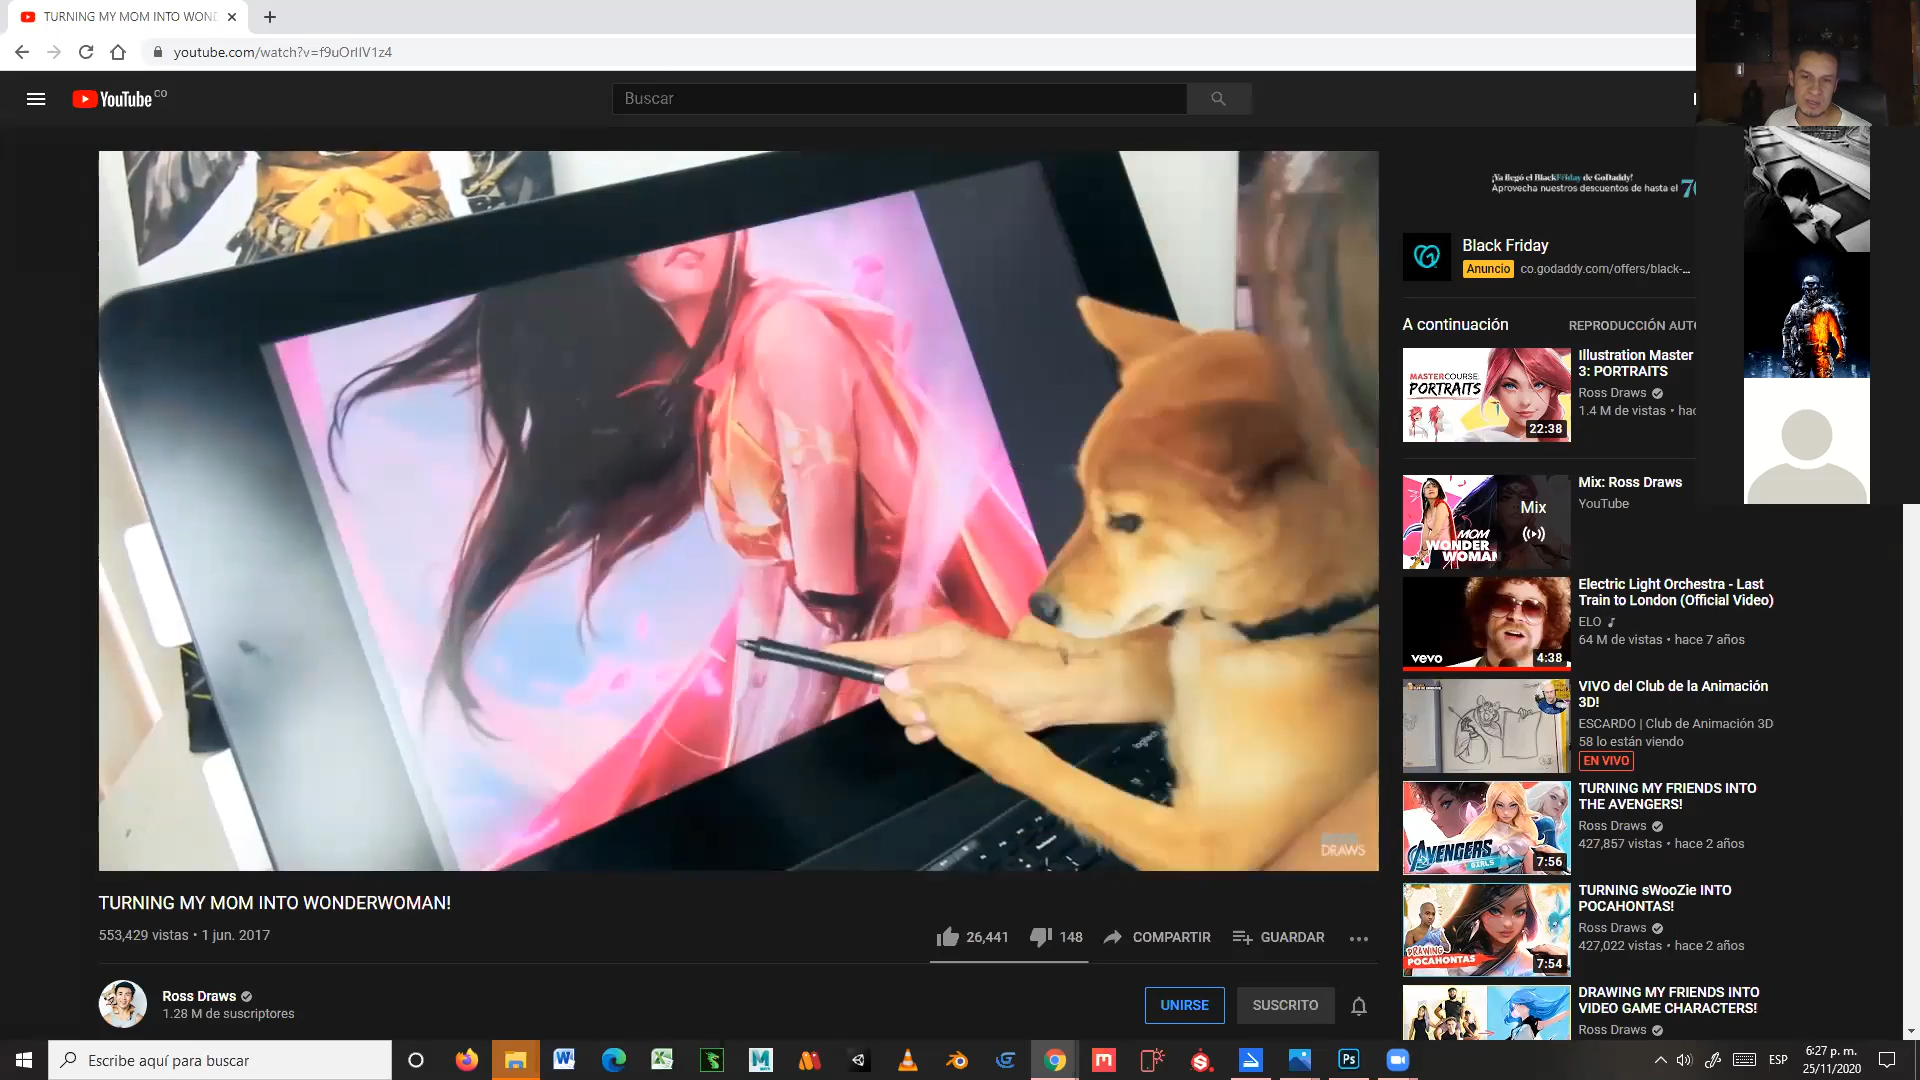 TURNING MY MOM INTO WOND
youtube.com/watch?v=f9uOrIlV1z4
YouTube CO
Buscar
¡Ya llegó el BlackFriday de GoDaddy!
Aprovecha nuestros descuentos de hasta el 70
Black Friday
Anuncio co.godaddy.com/offers/black-...
A continuación
REPRODUCCIÓN AUTO
MASTERCOURSE:
PORTRAITS
22:38
Illustration Master
3: PORTRAITS
Ross Draws
1.4 M de vistas • hac
MOM
WONDER
WOMAN
Mix
Mix: Ross Draws
YouTube
vevo
4:38
Electric Light Orchestra - Last
Train to London (Official Video)
ELO
64 M de vistas • hace 7 años
VIVO del Club de la Animación
3D!
ESCARDO | Club de Animación 3D
58 lo están viendo
EN VIVO
AVENGERS
GIRLS
7:56
TURNING MY FRIENDS INTO
THE AVENGERS!
Ross Draws
427,857 vistas • hace 2 años
DRAWING
POCAHONTAS
7:54
TURNING sWooZie INTO
POCAHONTAS!
Ross Draws
427,022 vistas • hace 2 años
DRAWING MY FRIENDS INTO
VIDEO GAME CHARACTERS!
Ross Draws
logitech
DRAWS
TURNING MY MOM INTO WONDERWOMAN!
553,429 vistas • 1 jun. 2017
26,441
148
COMPARTIR
GUARDAR
Ross Draws
1.28 M de suscriptores
UNIRSE
SUSCRITO
Escribe aquí para buscar
ESP
6:27 p. m.
25/11/2020